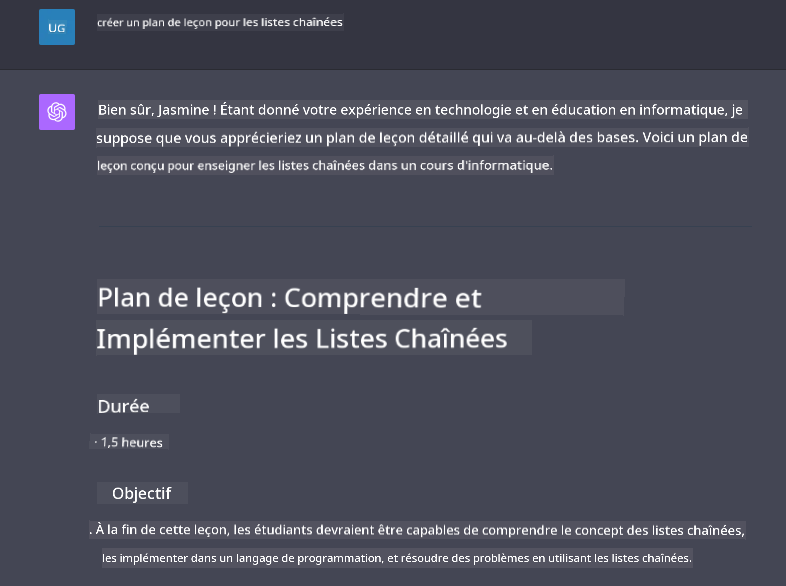 UG
créer un plan de leçon pour les listes chaînées
Bien sûr, Jasmine ! Étant donné votre expérience en technologie et en éducation en informatique, je
suppose que vous apprécieriez un plan de leçon détaillé qui va au-delà des bases. Voici un plan de
leçon conçu pour enseigner les listes chaînées dans un cours d'informatique.
Plan de leçon : Comprendre et
Implémenter les Listes Chaînées
Durée
· 1,5 heures
Objectif
. À la fin de cette leçon, les étudiants devraient être capables de comprendre le concept des listes chaînées,
les implémenter dans un langage de programmation, et résoudre des problèmes en utilisant les listes chaînées.